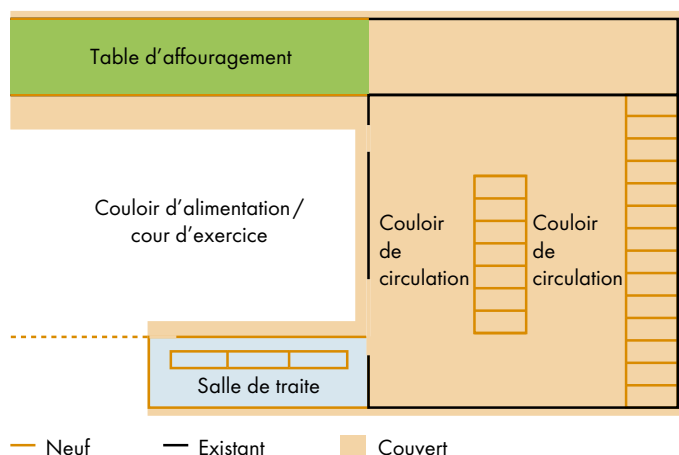 Table d’affouragement
Couloir d’alimentation/
cour d’exercice
Couloir
de
circulation
Couloir
de
circulation
Salle de traite
Neuf
Existant
Couvert